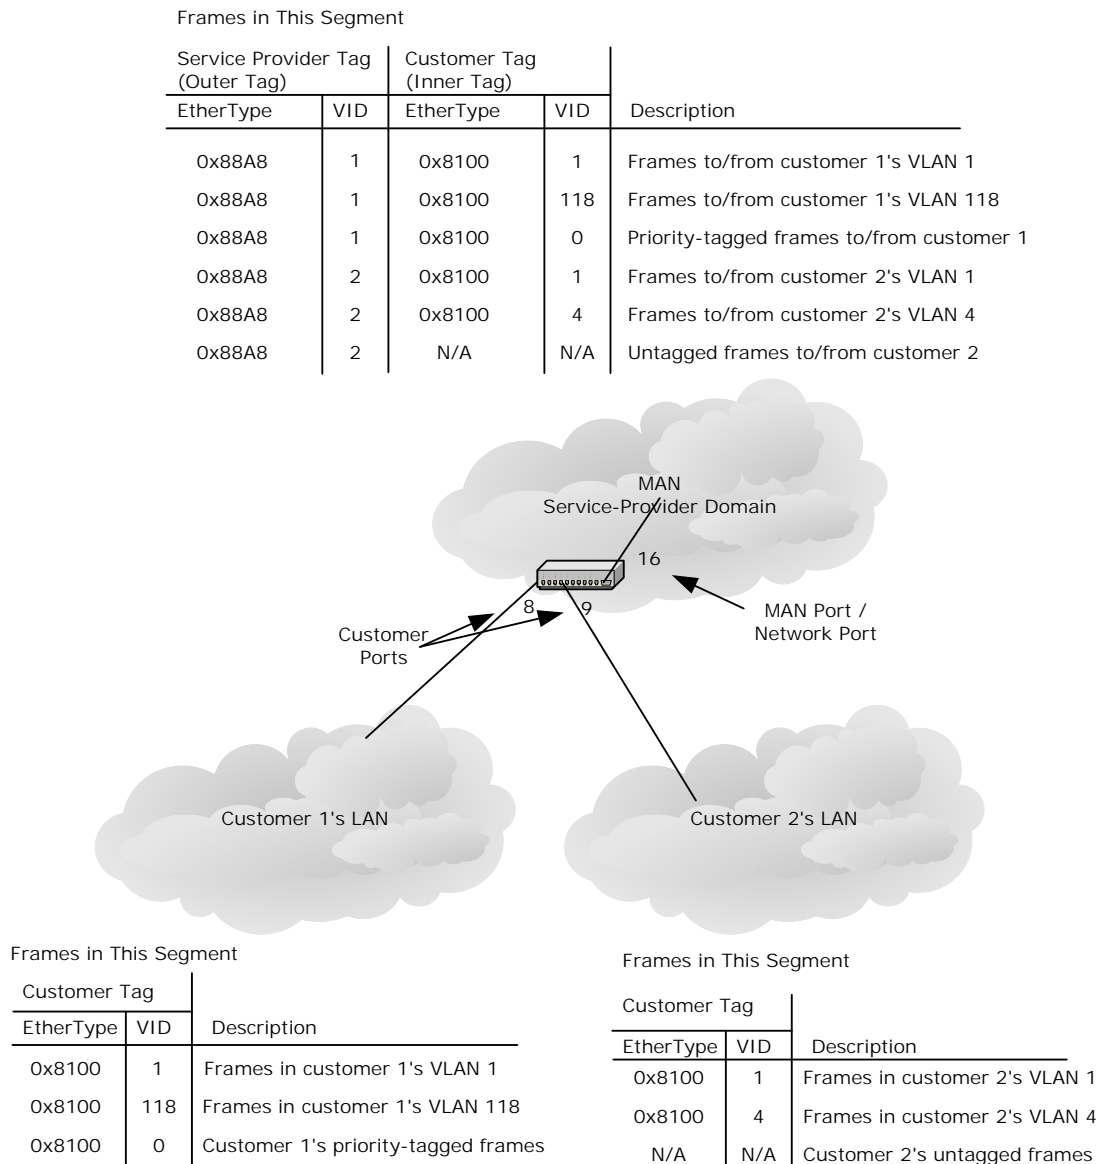 Frames in This Segment
Service Provider Tag Customer Tag
(Outer Tag) (Inner Tag)
EtherType VID EtherType VID Description
0x88A8 1 0x8100 1 Frames to/from customer 1's VLAN 1
0x88A8 1 0x8100 118 Frames to/from customer 1's VLAN 118
0x88A8 1 0x8100 0 Priority-tagged frames to/from customer 1
0x88A8 2 0x8100 1 Frames to/from customer 2's VLAN 1
0x88A8 2 0x8100 4 Frames to/from customer 2's VLAN 4
0x88A8 2 N/A N/A Untagged frames to/from customer 2
MAN
Service-Provider Domain
16
8 9
MAN Port /
Network Port
Customer
Ports
Customer 1's LAN
Customer 2's LAN
Frames in This Segment
Customer Tag
EtherType VID Description
0x8100 1 Frames in customer 1's VLAN 1
0x8100 118 Frames in customer 1's VLAN 118
0x8100 0 Customer 1's priority-tagged frames
Frames in This Segment
Customer Tag
EtherType VID Description
0x8100 1 Frames in customer 2's VLAN 1
0x8100 4 Frames in customer 2's VLAN 4
N/A N/A Customer 2's untagged frames